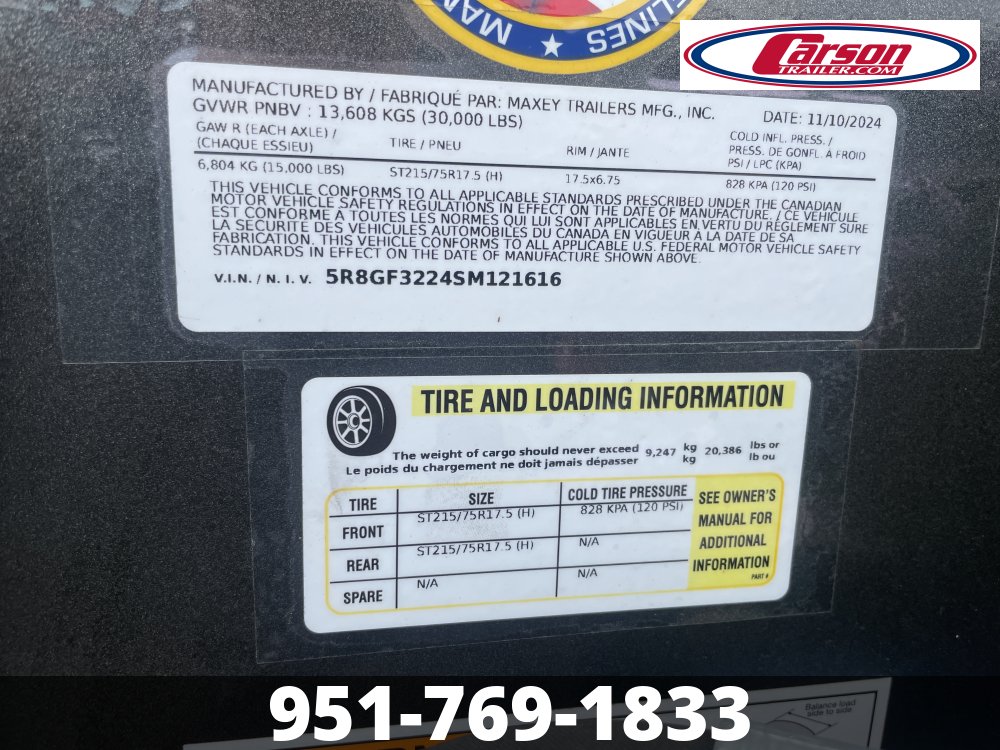 LINES ★ MAN
Carson
TRAILER.COM
MANUFACTURED BY / FABRIQUÉ PAR: MAXEY TRAILERS MFG., INC.
DATE: 11/10/2024
GVWR PNBV : 13,608 KGS (30,000 LBS)
GAW R (EACH AXLE) /
(CHAQUE ESSIEU)
TIRE / PNEU
RIM / JANTE
COLD INFL. PRESS. /
PRESS. DE GONFL. A FROID
PSI / LPC (KPA)
6,804 KG (15,000 LBS) ST215/75R17.5 (H) 17.5x6.75 828 KPA (120 PSI)
THIS VEHICLE CONFORMS TO ALL APPLICABLE STANDARDS PRESCRIBED UNDER THE CANADIAN
MOTOR VEHICLE SAFETY REGULATIONS IN EFFECT ON THE DATE OF MANUFACTURE. / CE VEHICULE
EST CONFORME A TOUTES LES NORMES QUI LUI SONT APPLICABLES EN VERTU DU REGLEMENT SURE
LA SECURITE DES VEHICULES AUTOMOBILES DU CANADA EN VIGUEUR A LA DATE DE SA
FABRICATION. THIS VEHICLE CONFORMS TO ALL APPLICABLE U.S. FEDERAL MOTOR VEHICLE SAFETY
STANDARDS IN EFFECT ON THE DATE OF MANUFACTURE SHOWN ABOVE.
V.I.N. / N. I. V. 5R8GF3224SM121616
TIRE AND LOADING INFORMATION
The weight of cargo should never exceed 9,247 kg 20,386 lbs or
Le poids du chargement ne doit jamais dépasser kg lb ou
TIRE SIZE COLD TIRE PRESSURE
FRONT ST215/75R17.5 (H) 828 KPA (120 PSI)
REAR ST215/75R17.5 (H) N/A
SPARE N/A N/A
SEE OWNER'S
MANUAL FOR
ADDITIONAL
INFORMATION
PART #
Balance load
side to side
951-769-1833